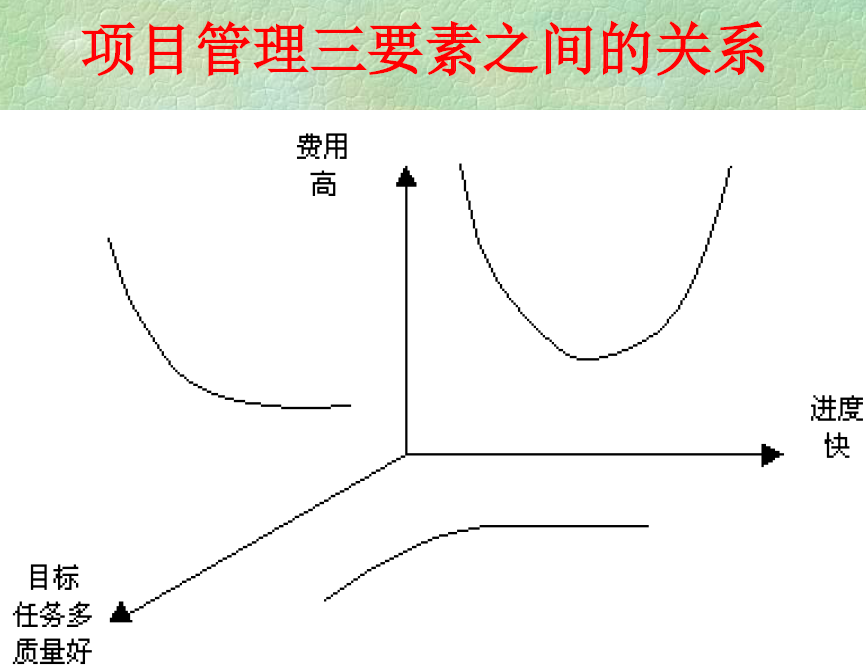 项目管理三要素之间的关系
费用
高
进度
快
目标
任务多
质量好